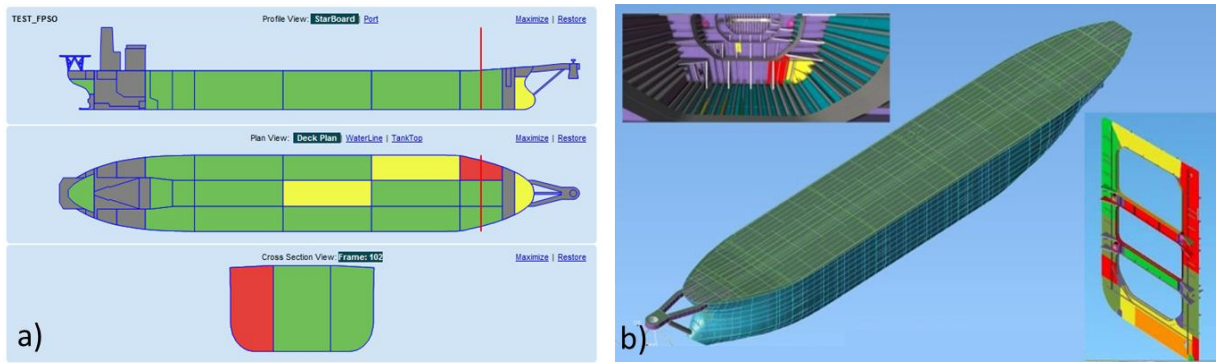 TEST_FPSO
Profile View: StarBoard | Port
Maximize | Restore
Plan View: Deck Plan | WaterLine | TankTop
Maximize | Restore
Cross Section View: Frame: 102
Maximize | Restore
a)
b)